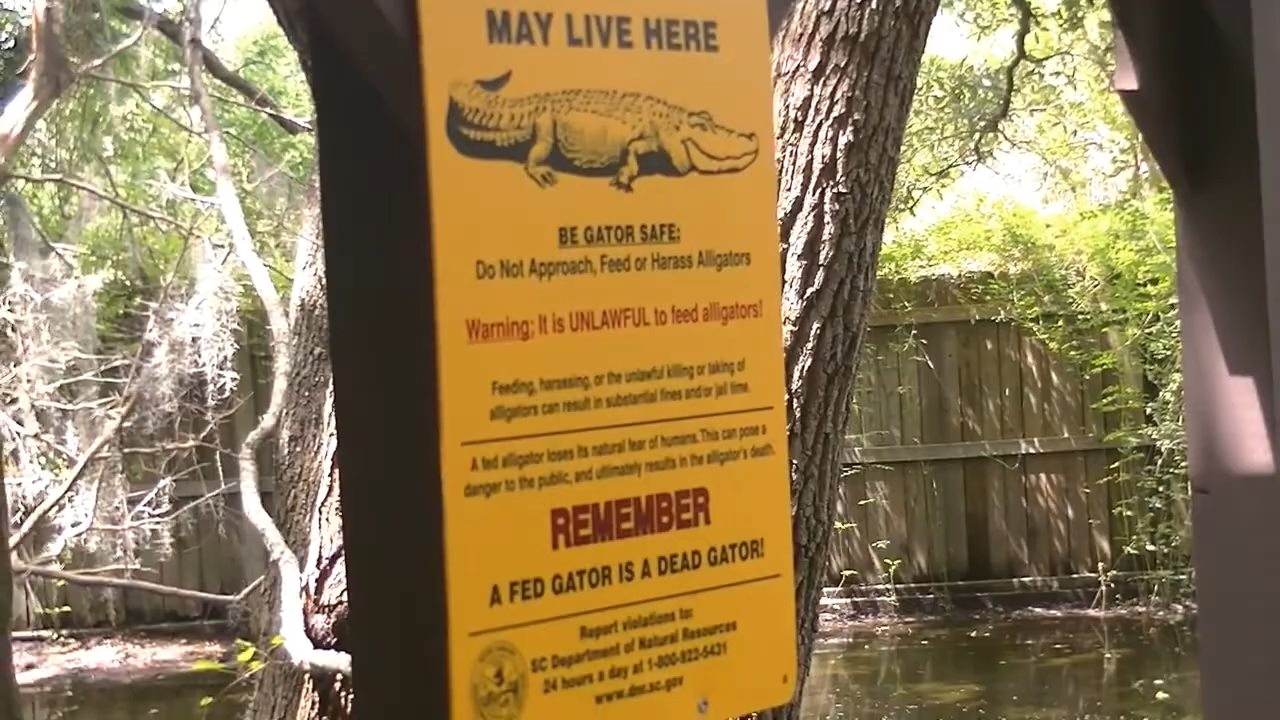 MAY LIVE HERE
BE GATOR SAFE:
Do Not Approach, Feed or Harass Alligators
Warning: It is UNLAWFUL to feed alligators!
Feeding, harassing, or the unlawful killing or taking of
alligators can result in substantial fines and/or jail time.
A fed alligator loses its natural fear of humans. This can pose a
danger to the public, and ultimately results in the alligator's death.
REMEMBER
A FED GATOR IS A DEAD GATOR!
Report violations to:
SC Department of Natural Resources
24 hours a day at 1-800-922-5431
www.dnr.sc.gov